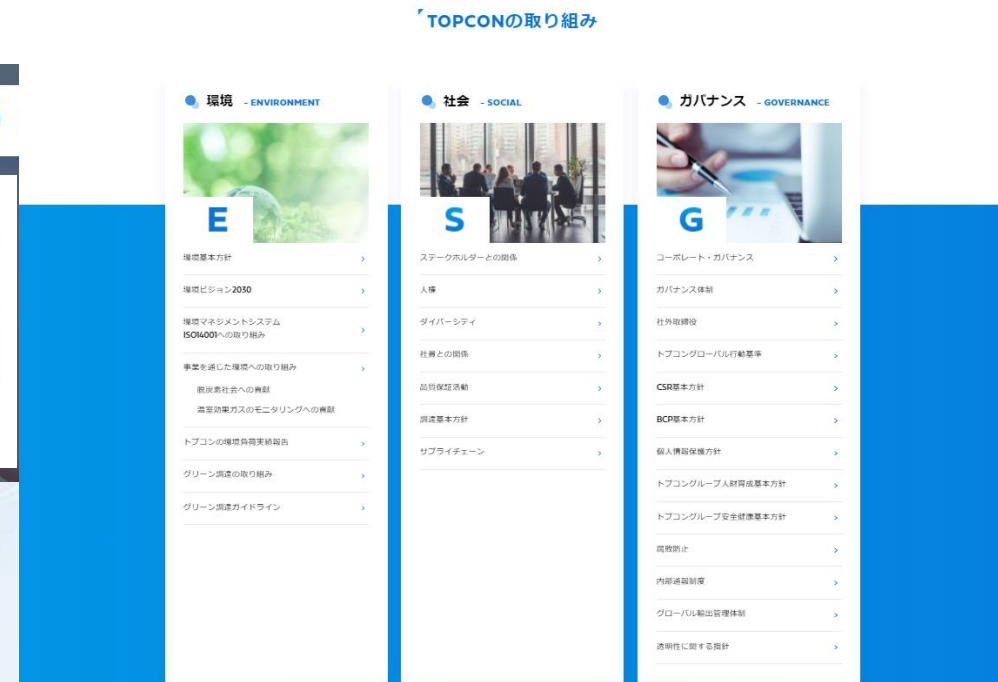 TOPCONの取り組み
環境 - ENVIRONMENT
E
環境基本方針
環境ビジョン2030
環境マネジメントシステム
ISO14001への取り組み
事業を通じた環境への取り組み
脱炭素社会への貢献
温室効果ガスのモニタリングへの貢献
トプコンの環境負荷実績報告
グリーン調達の取り組み
グリーン調達ガイドライン
社会 - SOCIAL
S
ステークホルダーとの関係
人権
ダイバーシティ
社員との関係
品質保証活動
調達基本方針
サプライチェーン
ガバナンス - GOVERNANCE
G
コーポレート・ガバナンス
ガバナンス体制
社外取締役
トプコングローバル行動基準
CSR基本方針
BCP基本方針
個人情報保護方針
トプコングループ人財育成基本方針
トプコングループ安全健康基本方針
腐敗防止
内部通報制度
グローバル輸出管理体制
透明性に関する指針